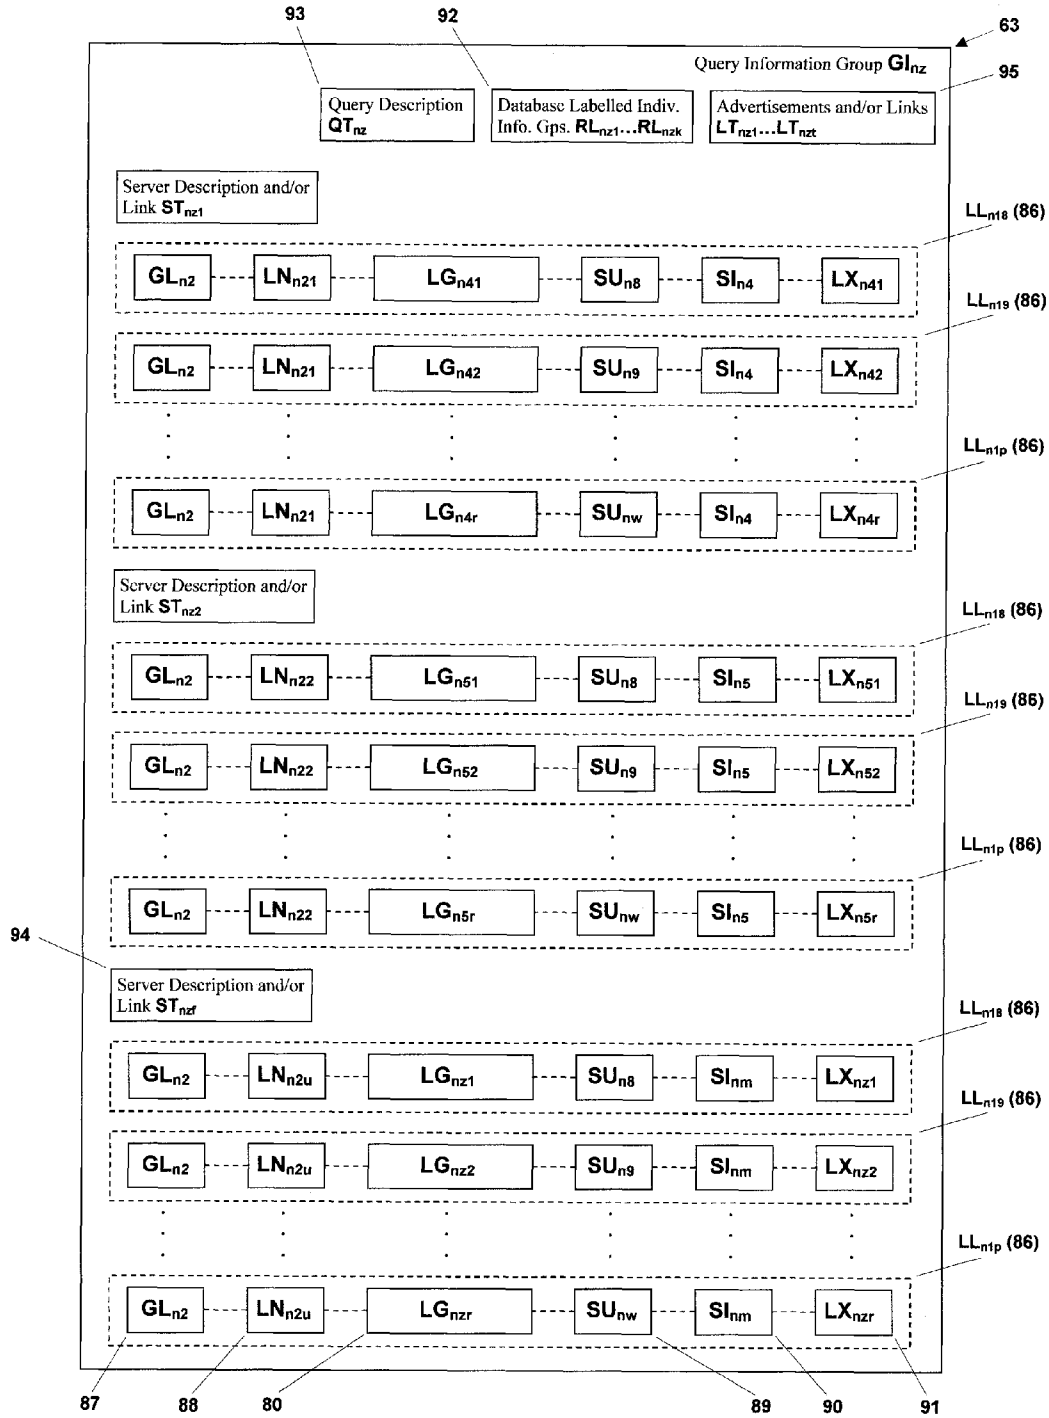 93 92 63
Query Information Group GInz
95
Query Description
QTnz
Database Labelled Indiv.
Info. Gps. RLnz1...RLnzk
Advertisements and/or Links
LTnz1...LTnzt
Server Description and/or
Link STnz1
LLn18 (86)
GLn2 LNn21 LGn41 SUn8 SIn4 LXn41
LLn19 (86)
GLn2 LNn21 LGn42 SUn9 SIn4 LXn42
LLn1p (86)
GLn2 LNn21 LGn4r SUnw SIn4 LXn4r
Server Description and/or
Link STnz2
LLn18 (86)
GLn2 LNn22 LGn51 SUn8 SIn5 LXn51
LLn19 (86)
GLn2 LNn22 LGn52 SUn9 SIn5 LXn52
LLn1p (86)
GLn2 LNn22 LGn5r SUnw SIn5 LXn5r
94
Server Description and/or
Link STnzf
LLn18 (86)
GLn2 LNn2u LGnz1 SUn8 SInm LXnz1
LLn19 (86)
GLn2 LNn2u LGnz2 SUn9 SInm LXnz2
LLn1p (86)
GLn2 LNn2u LGnzr SUnw SInm LXnzr
87 88 80 89 90 91